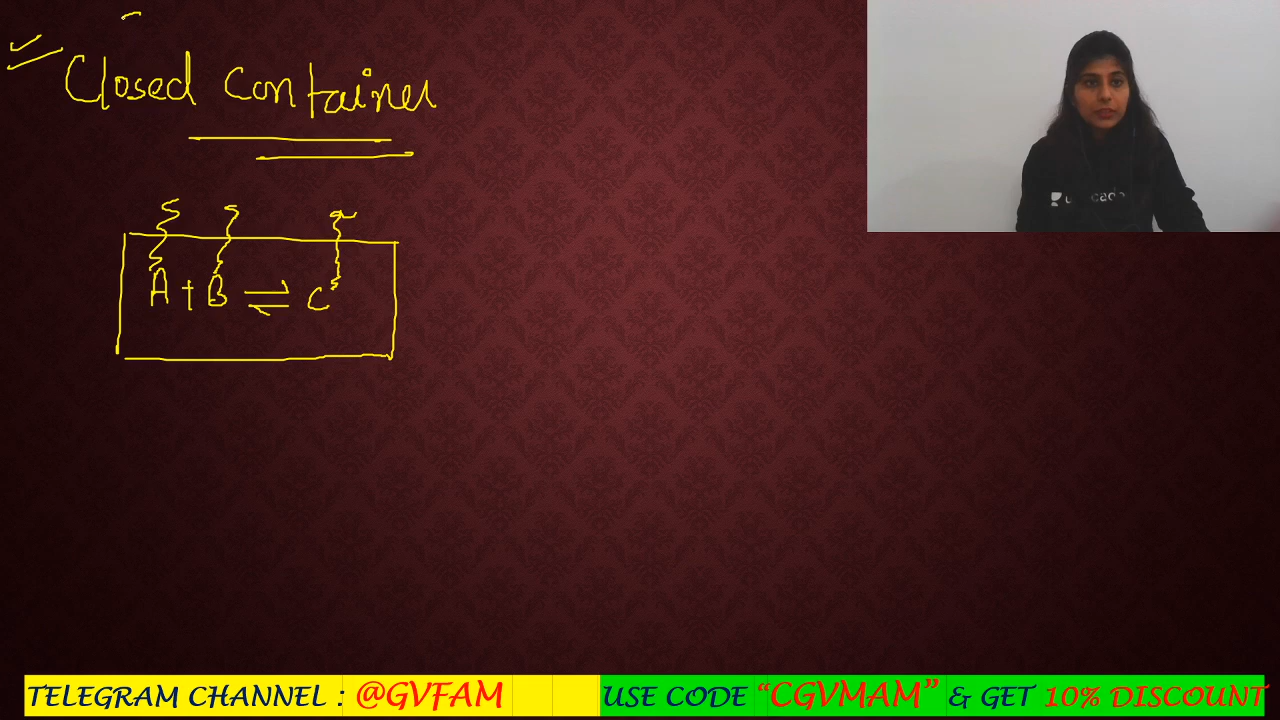 Closed container
A + B ⇌ C
TELEGRAM CHANNEL : @GVFAM
USE CODE “CGVMAM” & GET 10% DISCOUNT